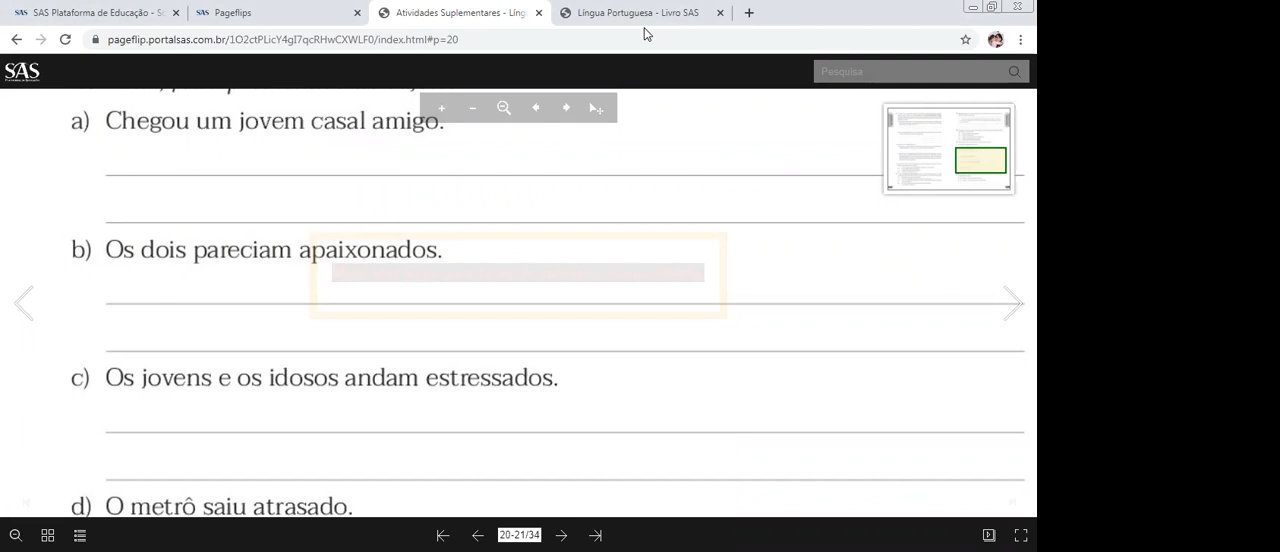 SAS Plataforma de Educação - Sc
Pageflips
Atividades Suplementares - Líng
Língua Portuguesa - Livro SAS
pageflip.portalsas.com.br/1O2ctPLicY4gI7qcRHwCXWLF0/index.html#p=20
SAS
Pesquisa
a) Chegou um jovem casal amigo.
b) Os dois pareciam apaixonados.
c) Os jovens e os idosos andam estressados.
d) O metrô saiu atrasado.
20-21/34